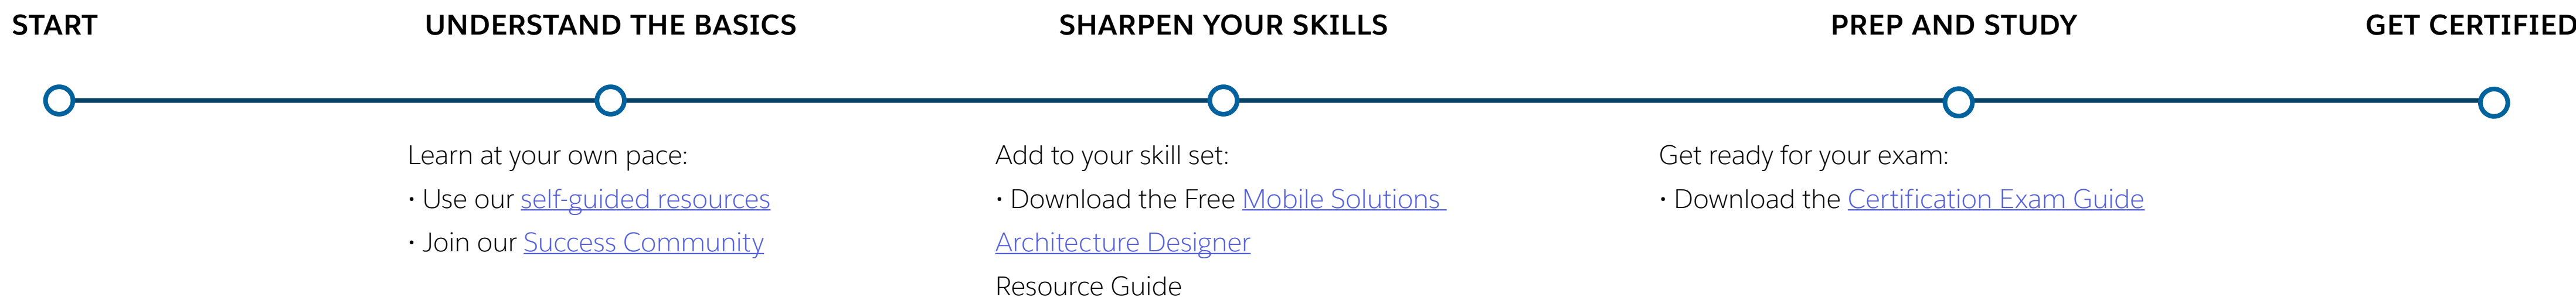 START
UNDERSTAND THE BASICS
SHARPEN YOUR SKILLS
PREP AND STUDY
GET CERTIFIED
Learn at your own pace:
• Use our self-guided resources
• Join our Success Community
Add to your skill set:
• Download the Free Mobile Solutions
Architecture Designer
Resource Guide
Get ready for your exam:
• Download the Certification Exam Guide